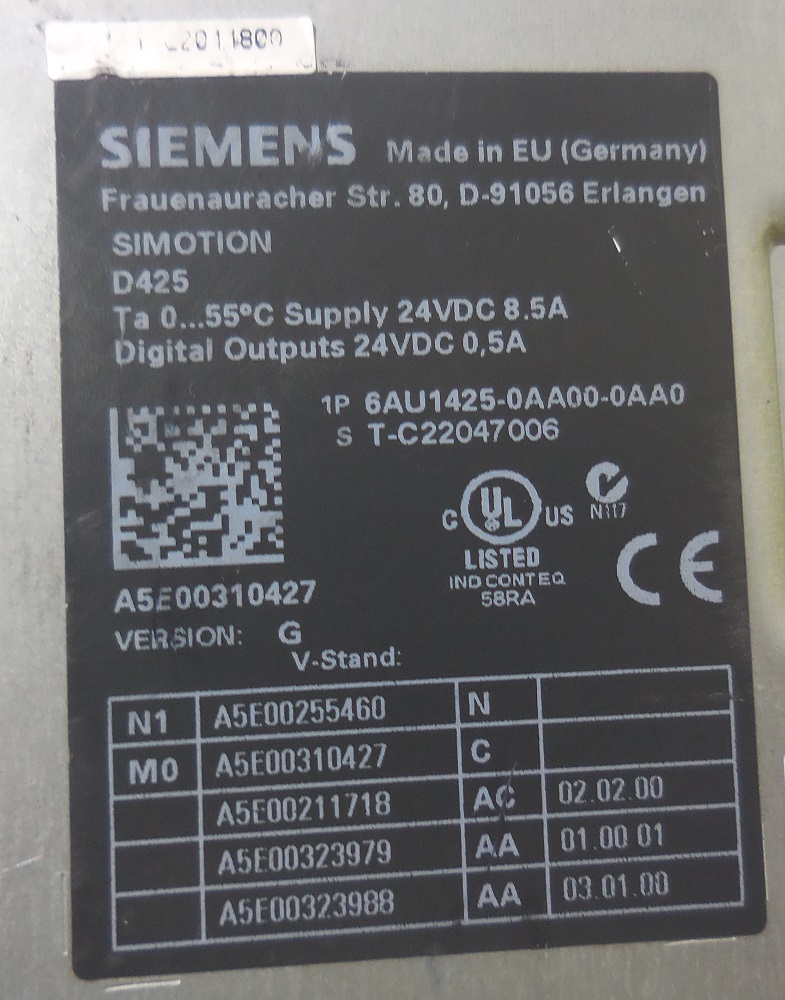 SIEMENS Made in EU (Germany)
Frauenauracher Str. 80, D-91056 Erlangen
SIMOTION
D425
Ta 0...55°C Supply 24VDC 8.5A
Digital Outputs 24VDC 0,5A
1P 6AU1425-0AA00-0AA0
S T-C22047006
C UL US N117
LISTED
IND CONT EQ
58RA
CE
A5E00310427
VERSION: G
V-Stand:
N1 A5E00255460 N
M0 A5E00310427 C
A5E00211718 AC 02.02.00
A5E00323979 AA 01.00 01
A5E00323988 AA 03.01.00